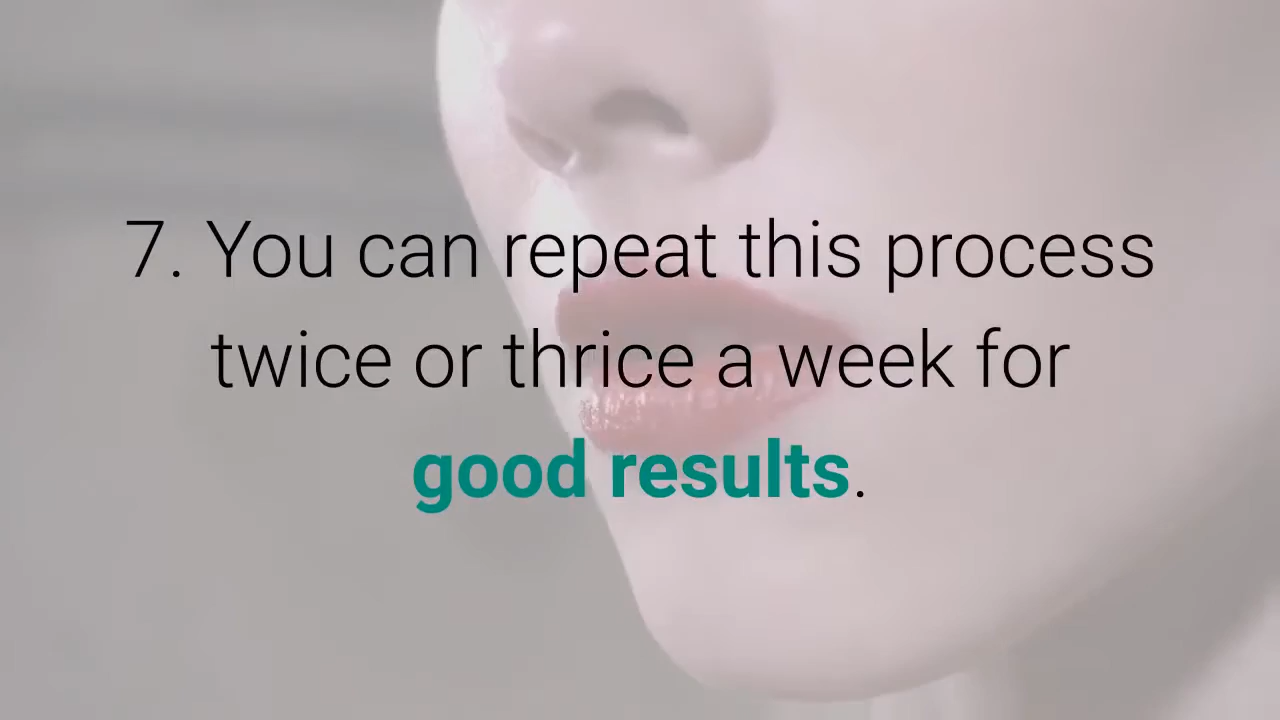 7. You can repeat this process
twice or thrice a week for
good results.